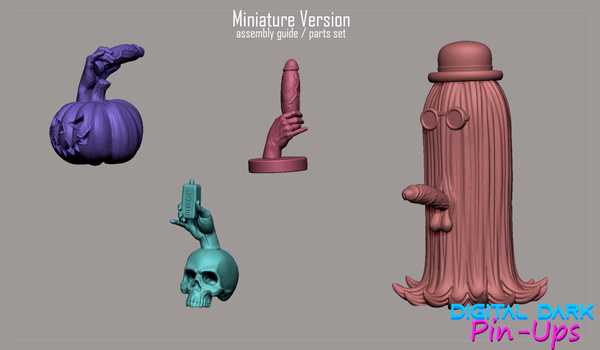 Miniature Version
assembly guide / parts set
DIGITAL DARK
Pin-Ups